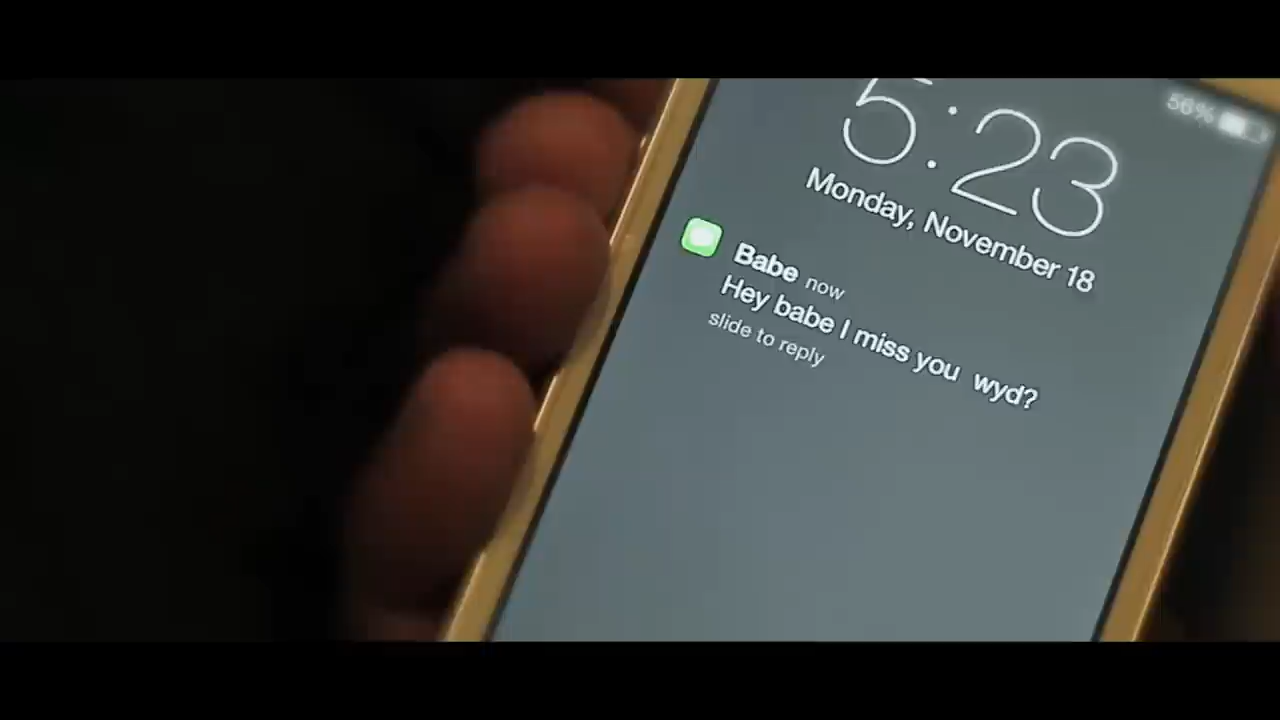 56%
5:23
Monday, November 18
Babe now
Hey babe I miss you wyd?
slide to reply